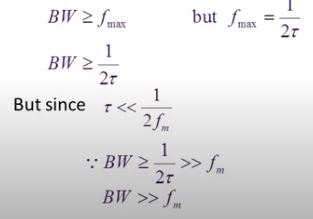 BW ≥ f_max but f_max = 1/2τ
BW ≥ 1/2τ
But since τ << 1/2f_m
∵ BW ≥ 1/2τ >> f_m
BW >> f_m